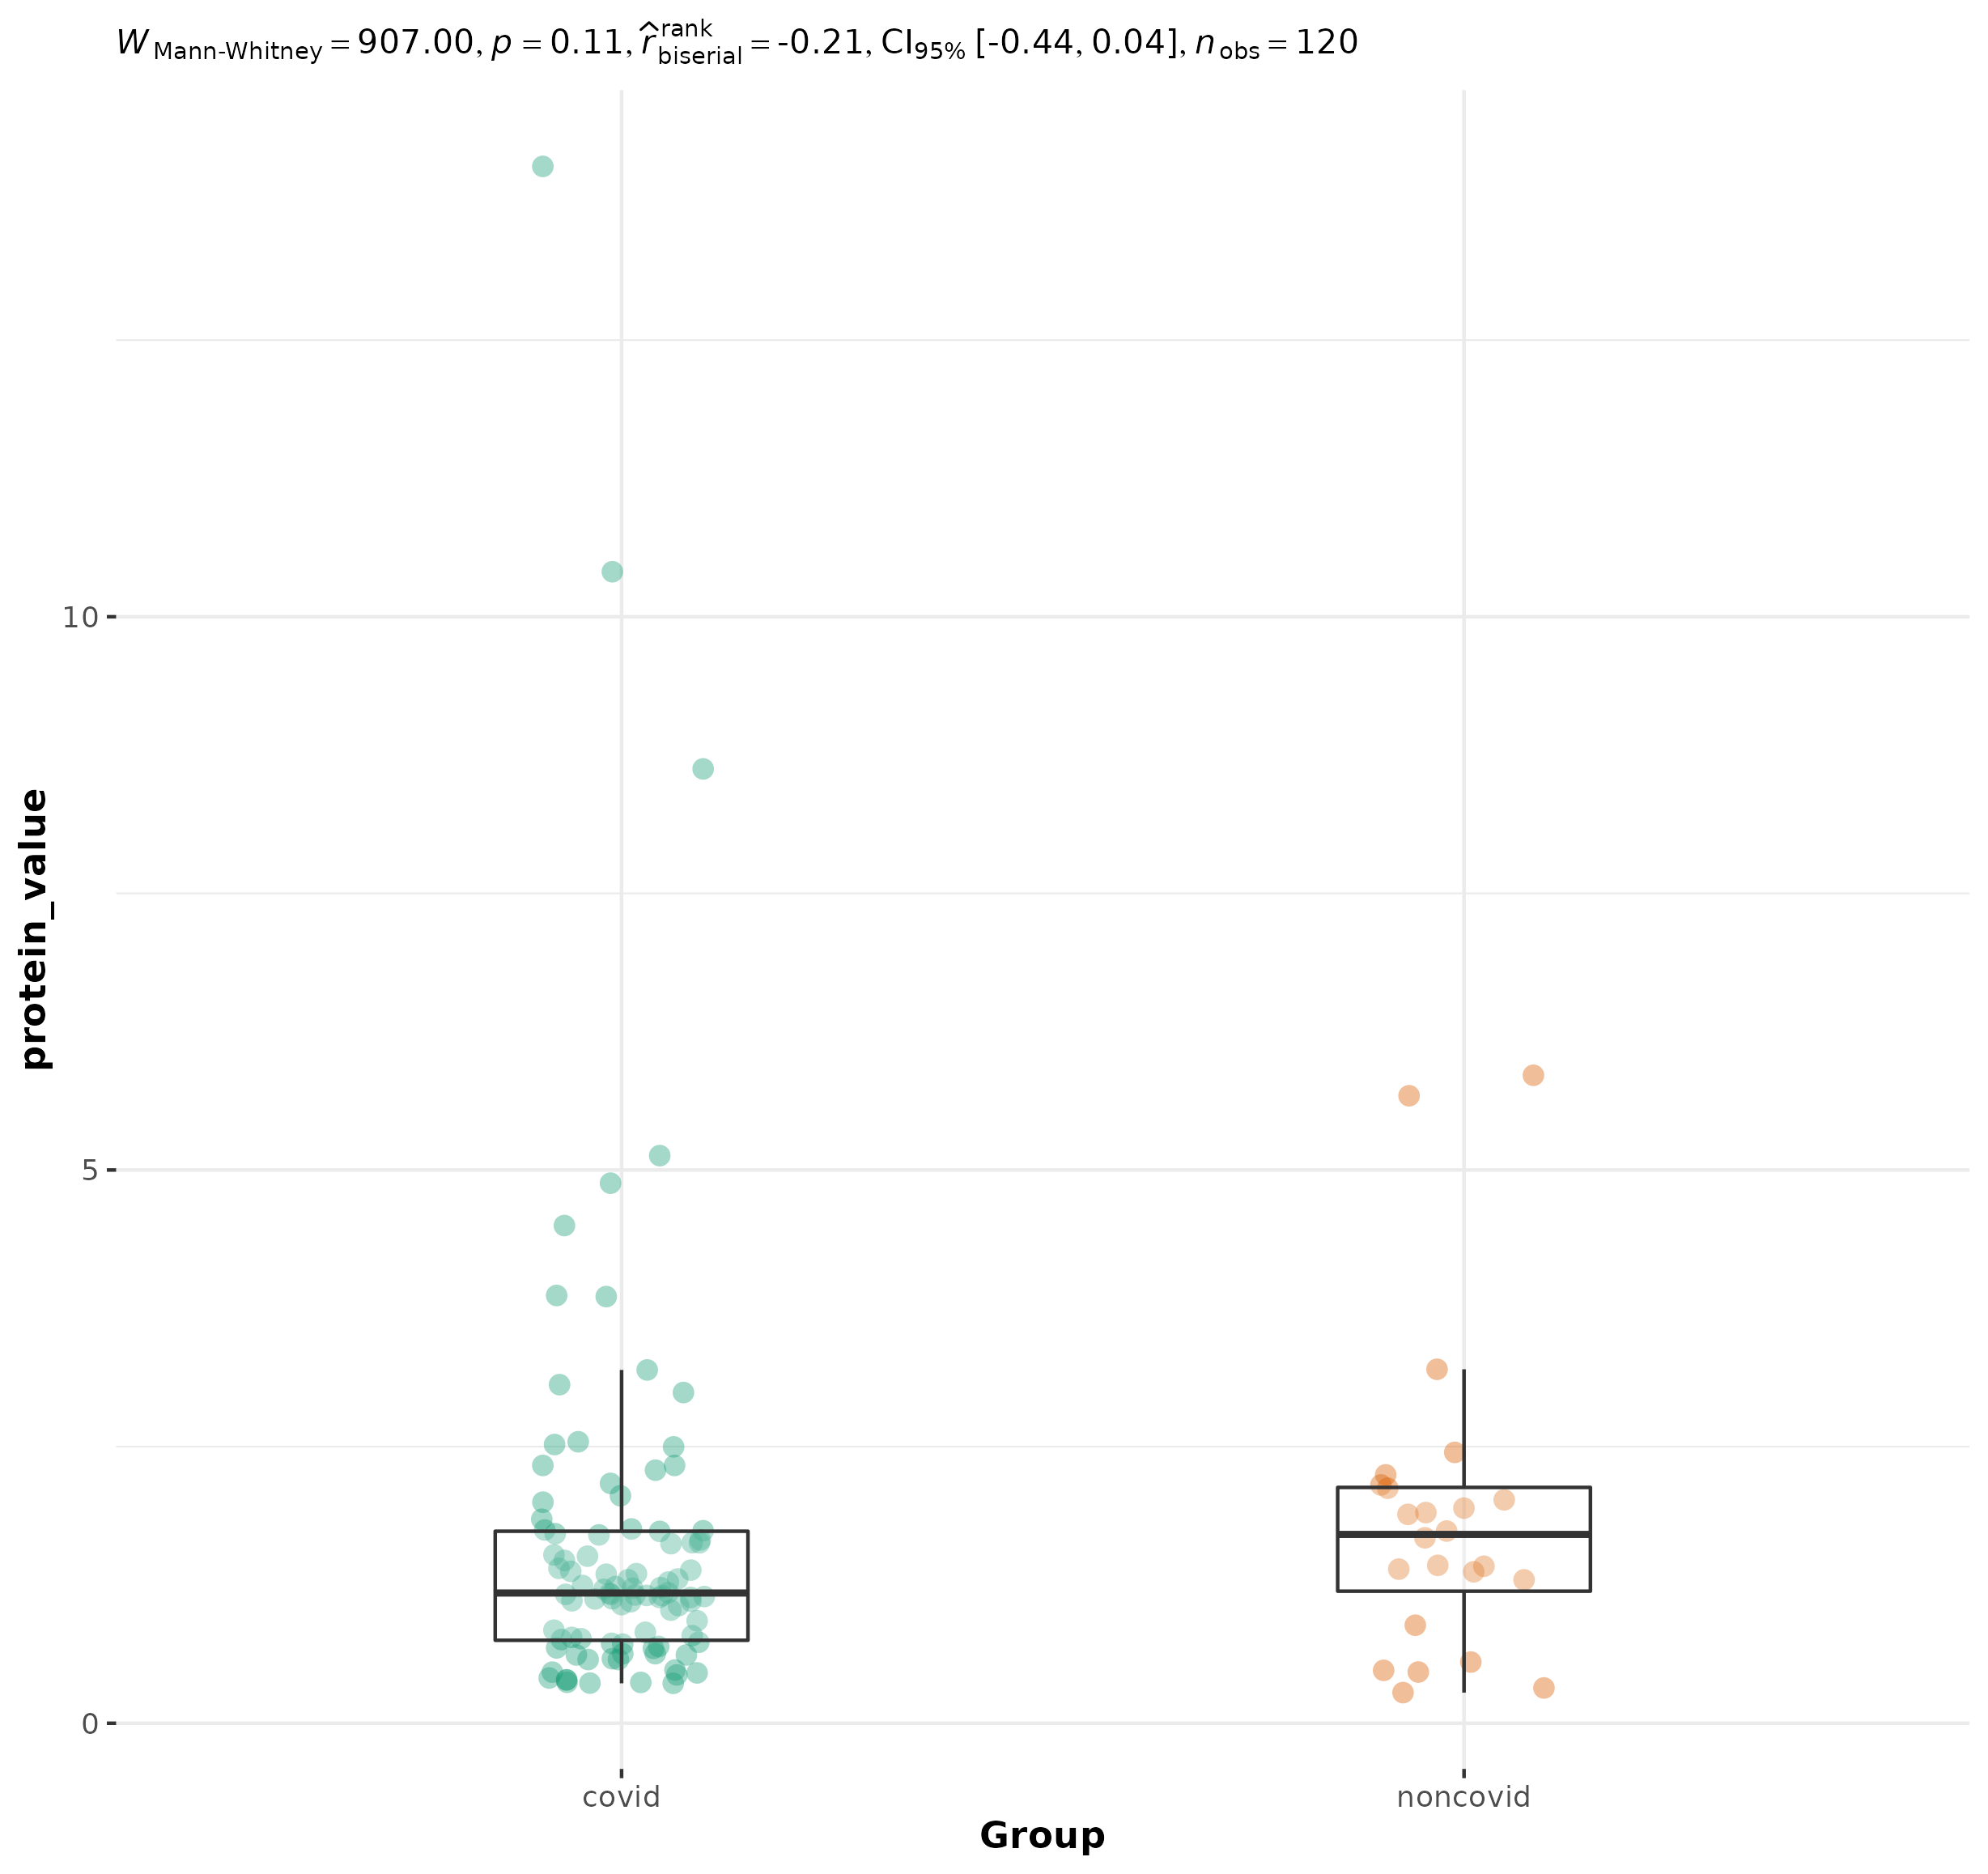 W Mann-Whitney = 907.00, p = 0.11, r̂ rank biserial = -0.21, CI95% [-0.44, 0.04], n obs = 120
10
5
0
protein_value
covid noncovid
Group